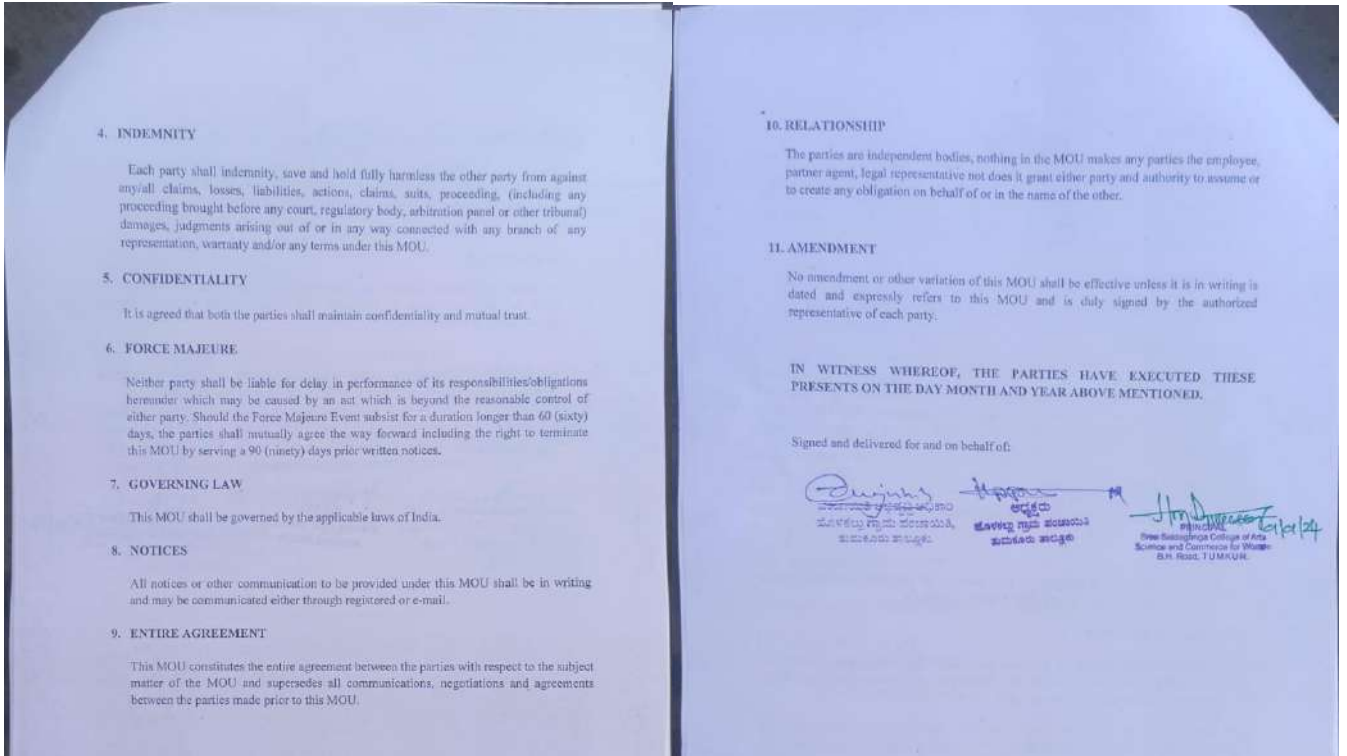 4. INDEMNITY
Each party shall indemnity, save and hold fully harmless the other party from against
any/all claims, losses, liabilities, actions, claims, suits, proceeding, (including any
proceeding brought before any court, regulatory body, arbitration panel or other tribunal)
damages, judgments arising out of or in any way connected with any branch of any
representation, warranty and/or any terms under this MOU.
5. CONFIDENTIALITY
It is agreed that both the parties shall maintain confidentiality and mutual trust.
6. FORCE MAJEURE
Neither party shall be liable for delay in performance of its responsibilities/obligations
hereunder which may be caused by an act which is beyond the reasonable control of
either party. Should the Force Majeure Event subsist for a duration longer than 60 (sixty)
days, the parties shall mutually agree the way forward including the right to terminate
this MOU by serving a 90 (ninety) days prior written notices.
7. GOVERNING LAW
This MOU shall be governed by the applicable laws of India.
8. NOTICES
All notices or other communication to be provided under this MOU shall be in writing
and may be communicated either through registered or e-mail.
9. ENTIRE AGREEMENT
This MOU constitutes the entire agreement between the parties with respect to the subject
matter of the MOU and supersedes all communications, negotiations and agreements
between the parties made prior to this MOU.
10. RELATIONSHIP
The parties are independent bodies, nothing in the MOU makes any parties the employee,
partner agent, legal representative not does it grant either party and authority to assume or
to create any obligation on behalf of or in the name of the other.
11. AMENDMENT
No amendment or other variation of this MOU shall be effective unless it is in writing is
dated and expressly refers to this MOU and is duly signed by the authorized
representative of each party.
IN WITNESS WHEREOF, THE PARTIES HAVE EXECUTED THESE
PRESENTS ON THE DAY MONTH AND YEAR ABOVE MENTIONED.
Signed and delivered for and on behalf of:
ಗ್ರಾಮ ಪಂಚಾಯಿತಿ,
ತುಮಕೂರು ತಾಲ್ಲೂಕು.
ಅಧ್ಯಕ್ಷರು
ಗ್ರಾಮ ಪಂಚಾಯಿತಿ
ತುಮಕೂರು ತಾಲ್ಲೂಕು
PRINCIPAL
College of Arts
Science and Commerce for Women
B.H. Road, TUMKUR.